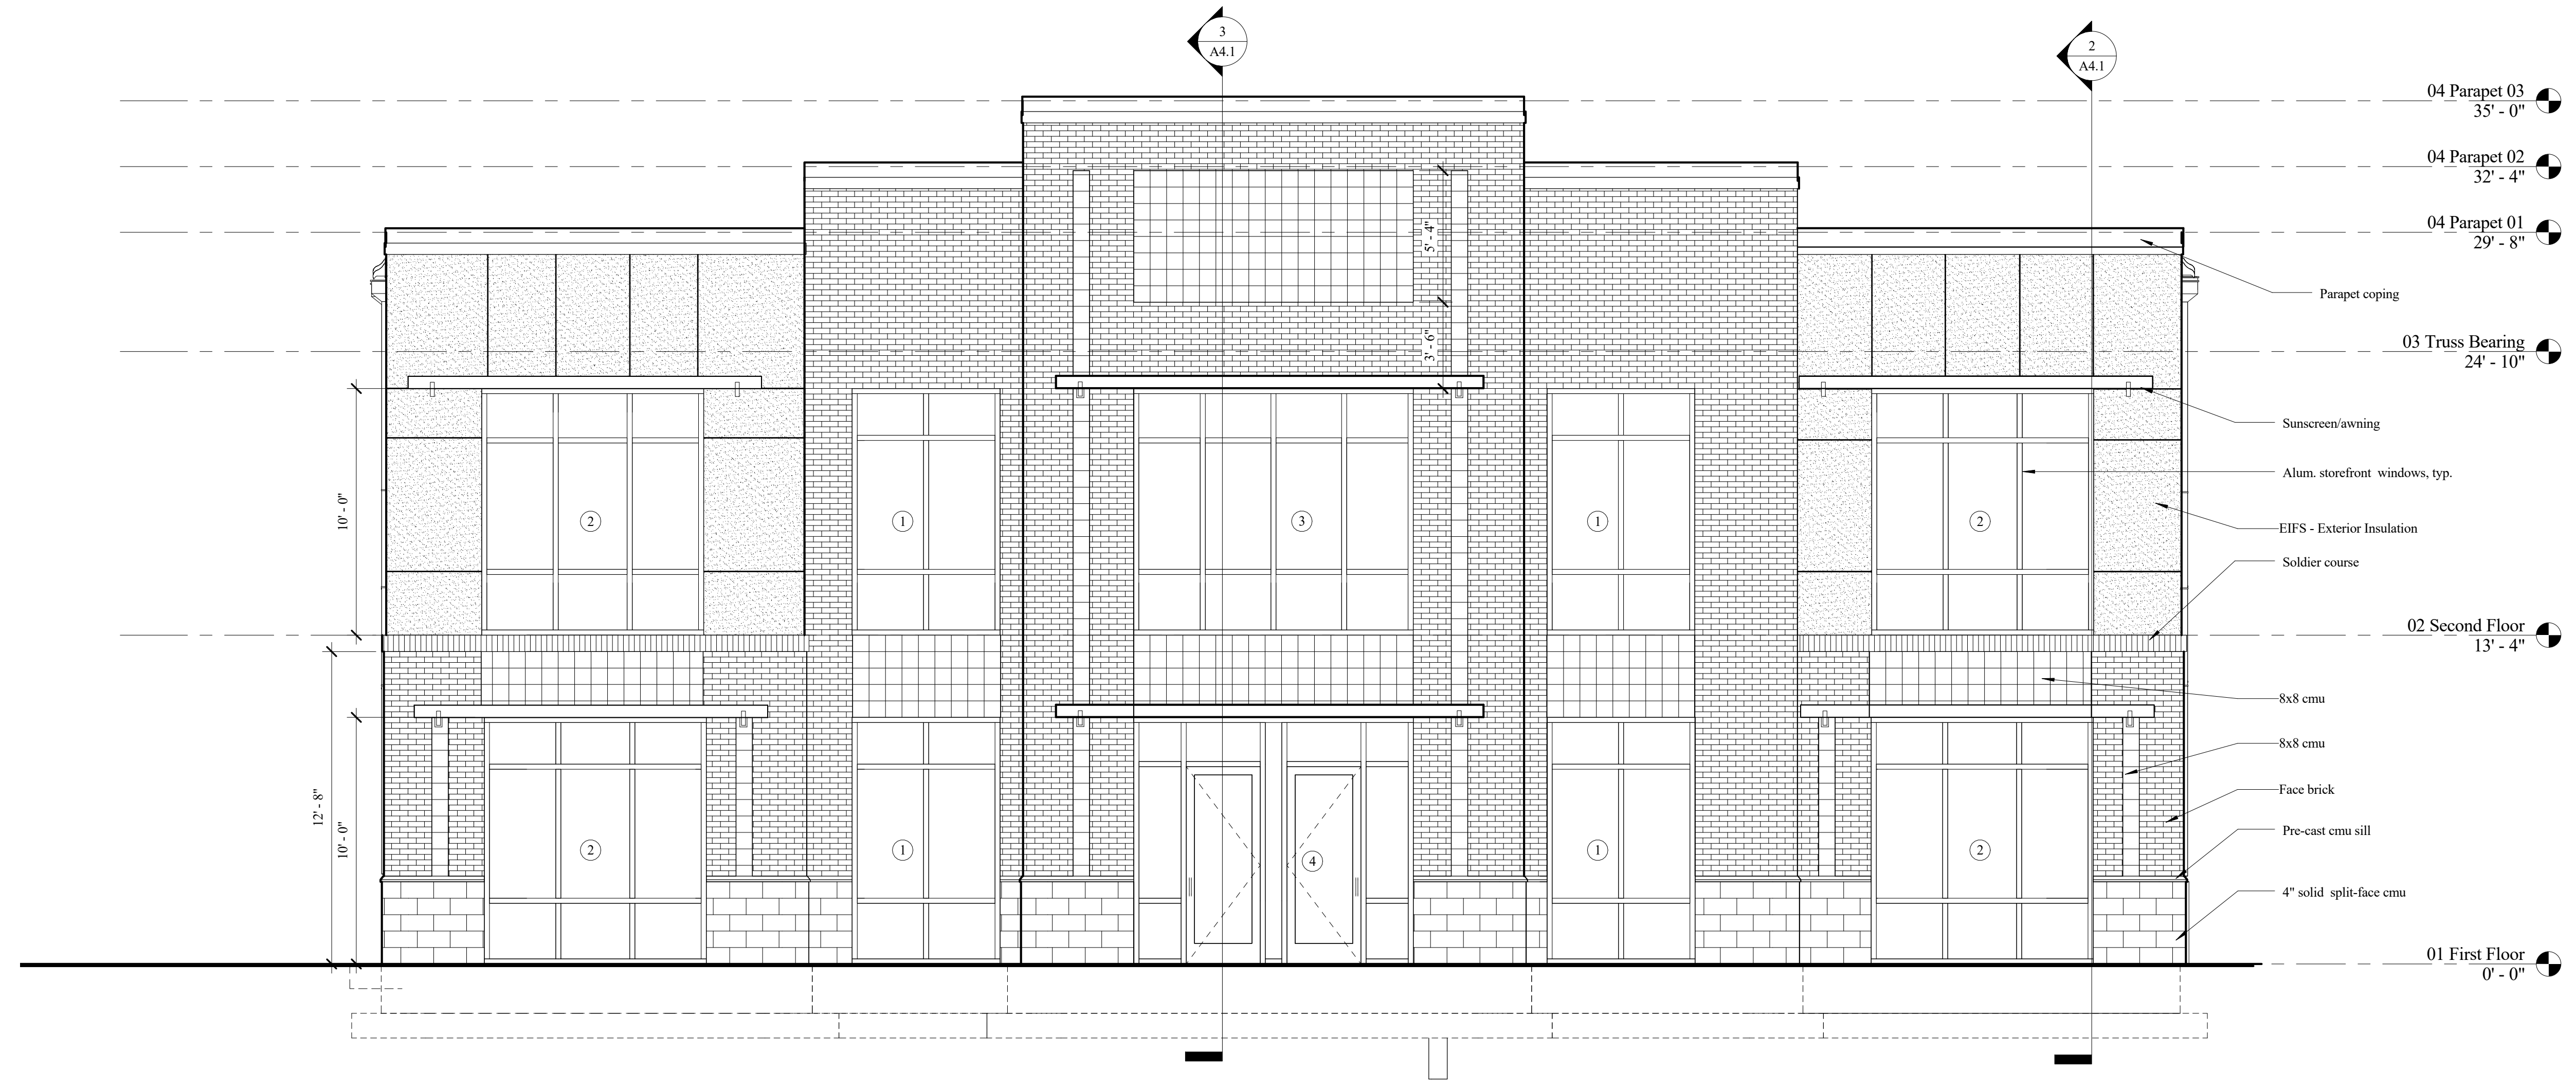 3
A4.1
2
A4.1
04 Parapet 03
35' - 0"
04 Parapet 02
32' - 4"
04 Parapet 01
29' - 8"
5' - 4"
Parapet coping
03 Truss Bearing
24' - 10"
3' - 6"
Sunscreen/awning
Alum. storefront windows, typ.
10' - 0"
2
1
3
1
2
EIFS - Exterior Insulation
Soldier course
02 Second Floor
13' - 4"
8x8 cmu
8x8 cmu
Face brick
12' - 8"
10' - 0"
Pre-cast cmu sill
2
1
4
1
2
4" solid split-face cmu
01 First Floor
0' - 0"